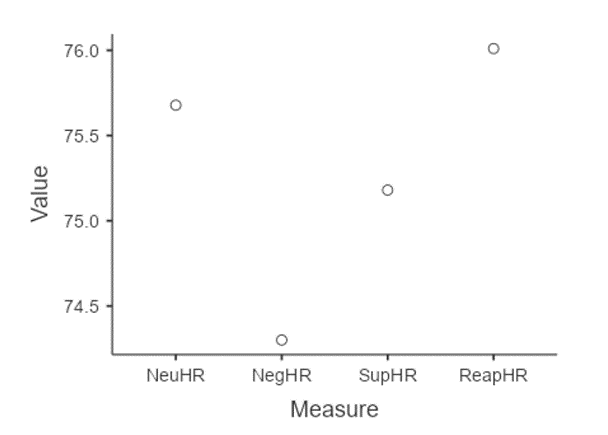 76.0
75.5
75.0
74.5
Value
NeuHR NegHR SupHR ReapHR
Measure